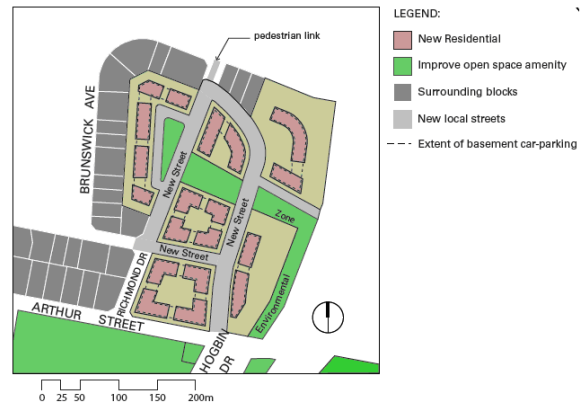 LEGEND:
New Residential
Improve open space amenity
Surrounding blocks
New local streets
Extent of basement car-parking
pedestrian link
BRUNSWICK AVE
New Street
New Street
New Street
Zone
Environmental
RICHMOND DR
ARTHUR STREET
HOGBIN DR
0 25 50 100 150 200m